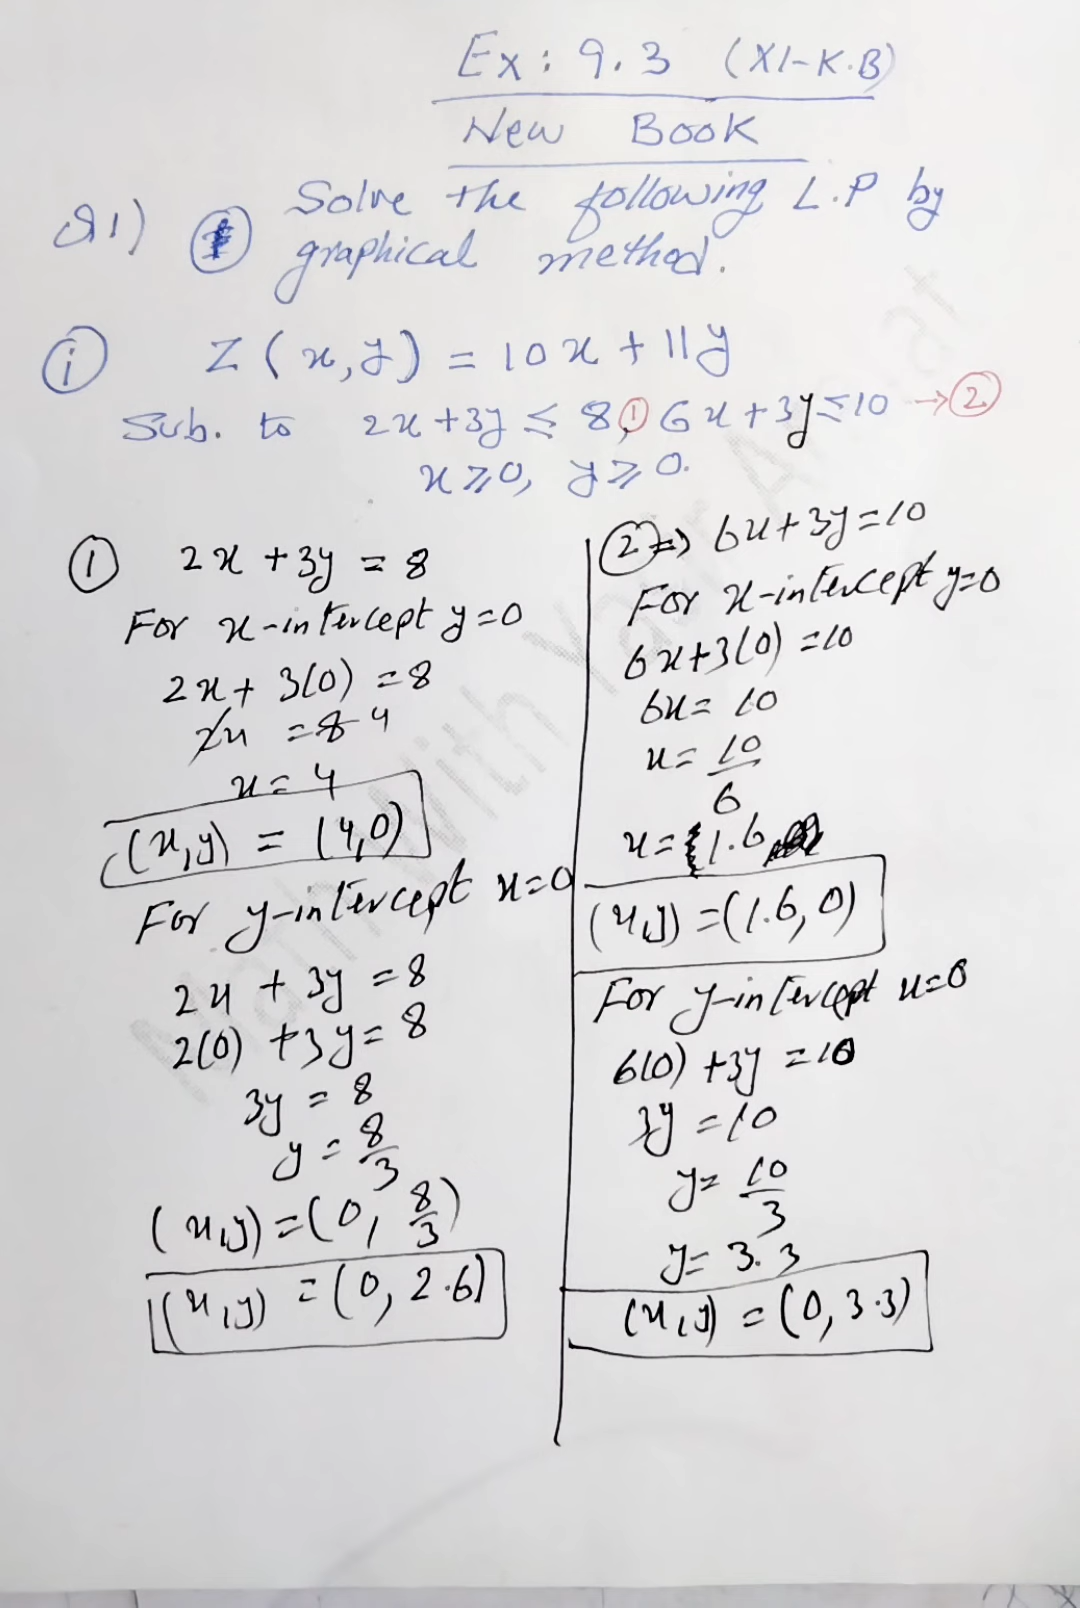 Ex: 9.3 (XI-K.B)
New Book
Q1) Solve the following L.P by
graphical method.
i Z(x,y) = 10x + 11y
Sub. to 2x+3y ≤ 8, ① 6x+3y≤10 → ②
x≥0, y≥0.
① 2x + 3y = 8
For x-intercept y=0
2x+ 3(0) =8
2x =8 4
x = 4
(x,y) = (4,0)
For y-intercept x=0
2x + 3y =8
2(0) +3y= 8
3y = 8
y = 8/3
(x,y)=(0, 8/3)
(x,y) = (0, 2.6)
② => 6x+3y=10
For x-intercept y=0
6x+3(0) =10
6x= 10
x= 10/6
x= 1.6
(x,y) =(1.6, 0)
For y-intercept x=0
6(0) +3y =10
3y =10
y= 10/3
y= 3.3
(x,y) = (0, 3.3)
Math With Yasir Arafat